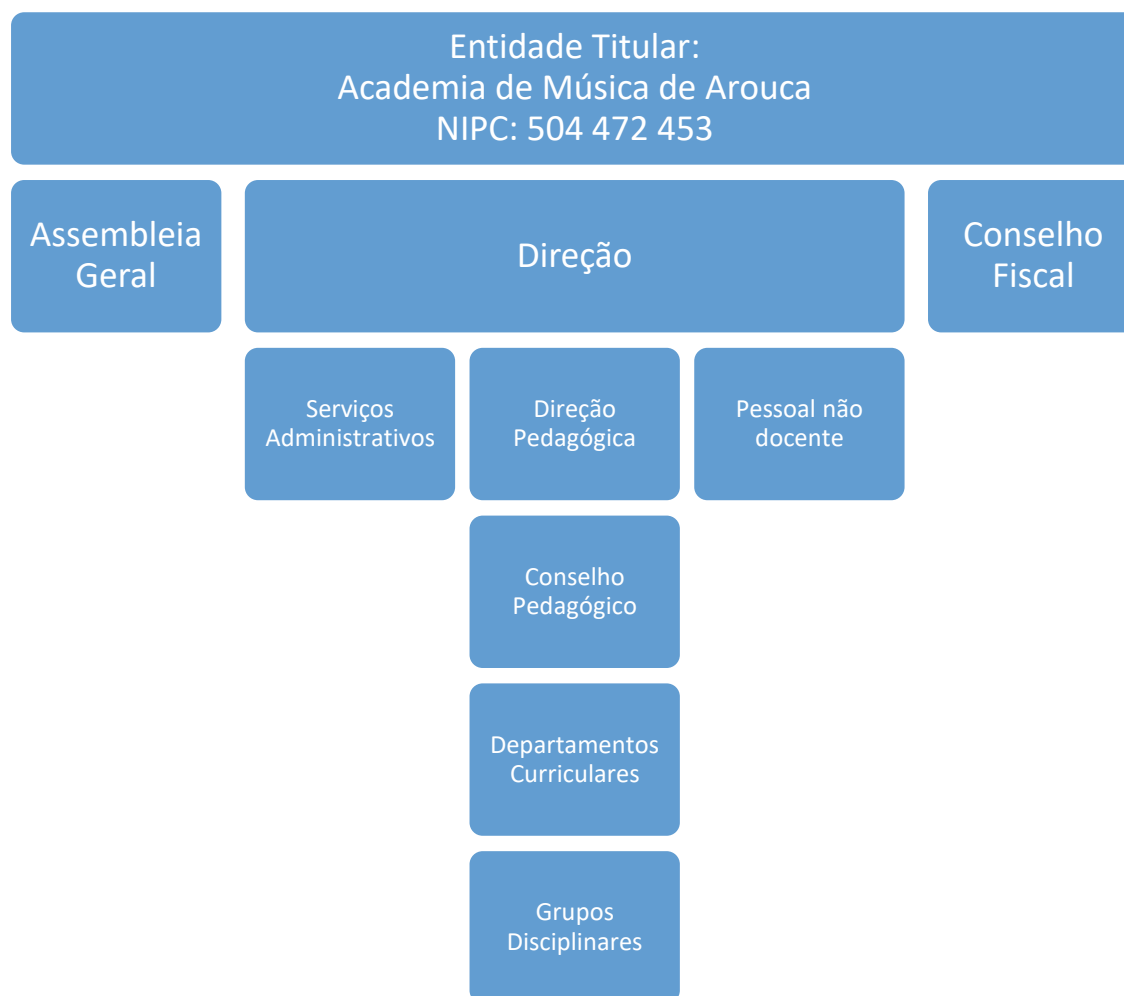 Entidade Titular:
Academia de Música de Arouca
NIPC: 504 472 453
Assembleia
Geral
Direção
Conselho
Fiscal
Serviços
Administrativos
Direção
Pedagógica
Pessoal não
docente
Conselho
Pedagógico
Departamentos
Curriculares
Grupos
Disciplinares